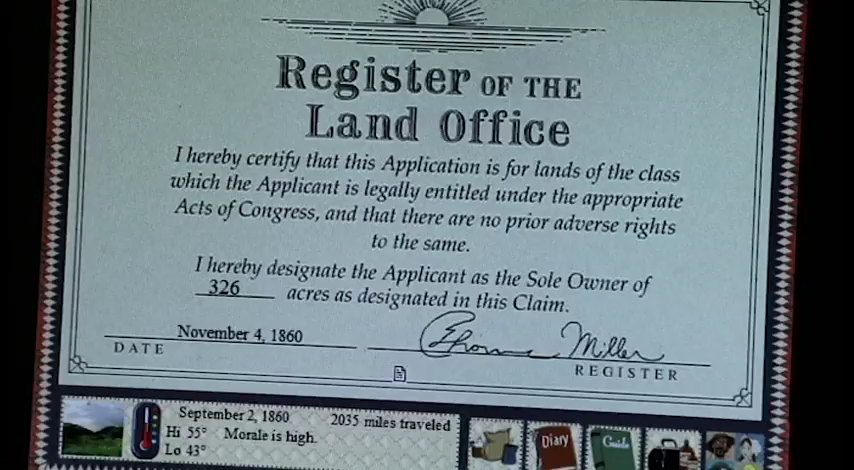 Register OF THE
Land Office
I hereby certify that this Application is for lands of the class
which the Applicant is legally entitled under the appropriate
Acts of Congress, and that there are no prior adverse rights
to the same.
I hereby designate the Applicant as the Sole Owner of
326 acres as designated in this Claim.
November 4, 1860
Thomas Miller
DATE
REGISTER
September 2, 1860 2035 miles traveled
Hi 55° Morale is high.
Lo 43°
Diary
Guide